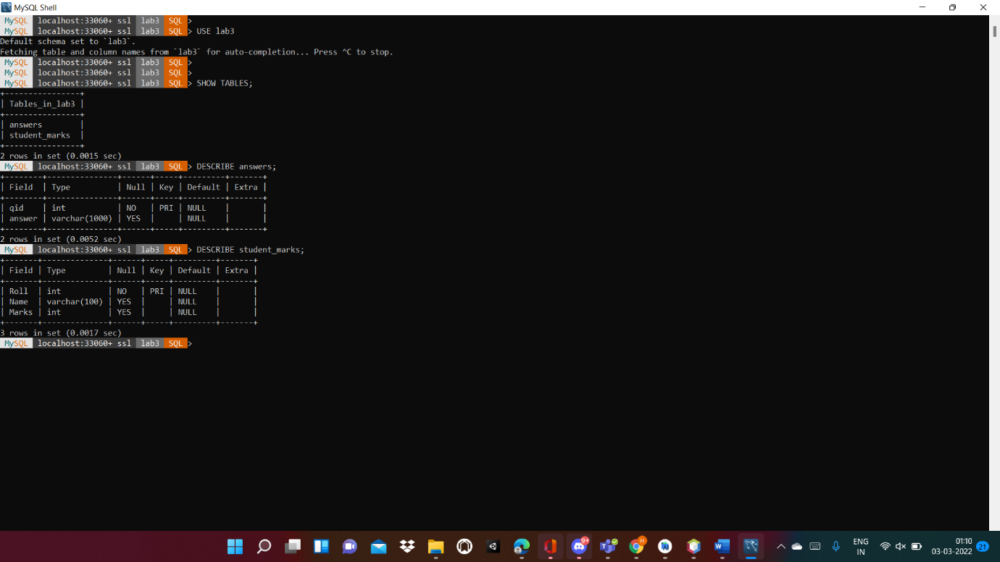 MySQL Shell
MySQL localhost:33060+ ssl lab3 SQL >
MySQL localhost:33060+ ssl lab3 SQL > USE lab3
Default schema set to `lab3`.
Fetching table and column names from `lab3` for auto-completion... Press ^C to stop.
MySQL localhost:33060+ ssl lab3 SQL >
MySQL localhost:33060+ ssl lab3 SQL >
MySQL localhost:33060+ ssl lab3 SQL > SHOW TABLES;
+----------------+
| Tables_in_lab3 |
+----------------+
| answers        |
| student_marks  |
+----------------+
2 rows in set (0.0015 sec)
MySQL localhost:33060+ ssl lab3 SQL > DESCRIBE answers;
+--------+---------------+------+-----+---------+-------+
| Field  | Type          | Null | Key | Default | Extra |
+--------+---------------+------+-----+---------+-------+
| qid    | int           | NO   | PRI | NULL    |       |
| answer | varchar(1000) | YES  |     | NULL    |       |
+--------+---------------+------+-----+---------+-------+
2 rows in set (0.0052 sec)
MySQL localhost:33060+ ssl lab3 SQL > DESCRIBE student_marks;
+-------+--------------+------+-----+---------+-------+
| Field | Type         | Null | Key | Default | Extra |
+-------+--------------+------+-----+---------+-------+
| Roll  | int          | NO   | PRI | NULL    |       |
| Name  | varchar(100) | YES  |     | NULL    |       |
| Marks | int          | YES  |     | NULL    |       |
+-------+--------------+------+-----+---------+-------+
3 rows in set (0.0017 sec)
MySQL localhost:33060+ ssl lab3 SQL >
9+
H
ENG
IN
01:10
03-03-2022
21